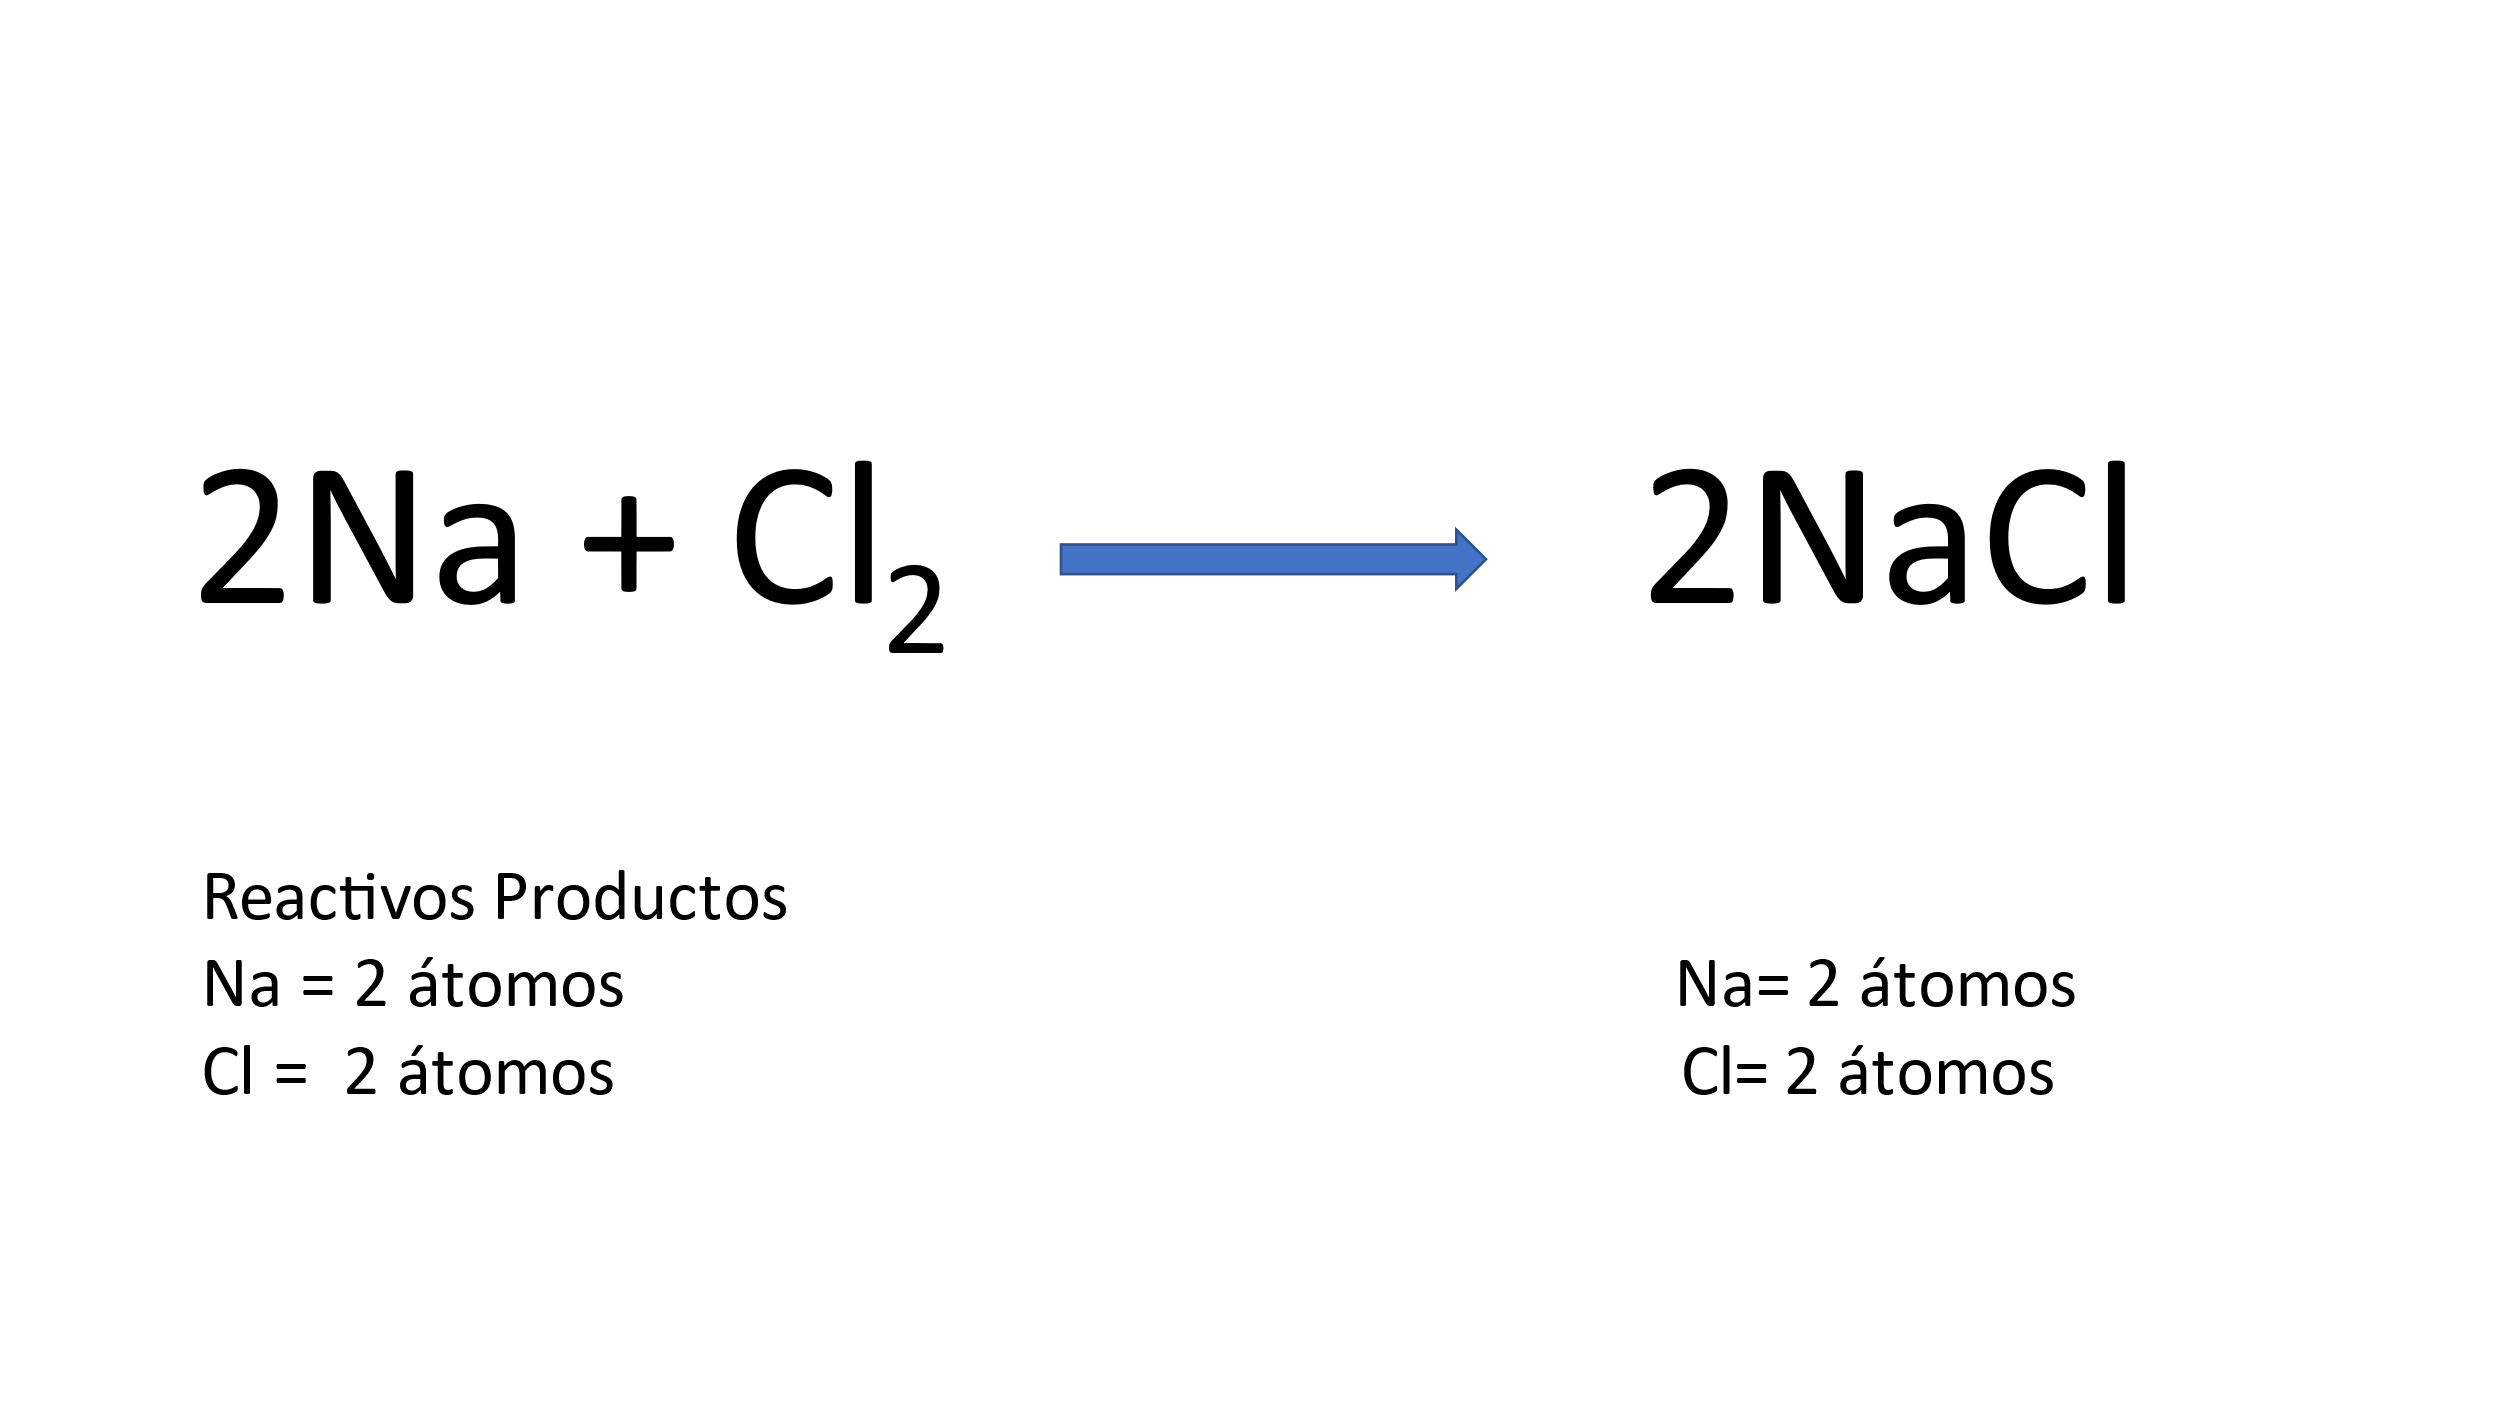 2Na + Cl₂ 2NaCl
Reactivos Productos
Na = 2 átomos Na= 2 átomos
Cl = 2 átomos Cl= 2 átomos